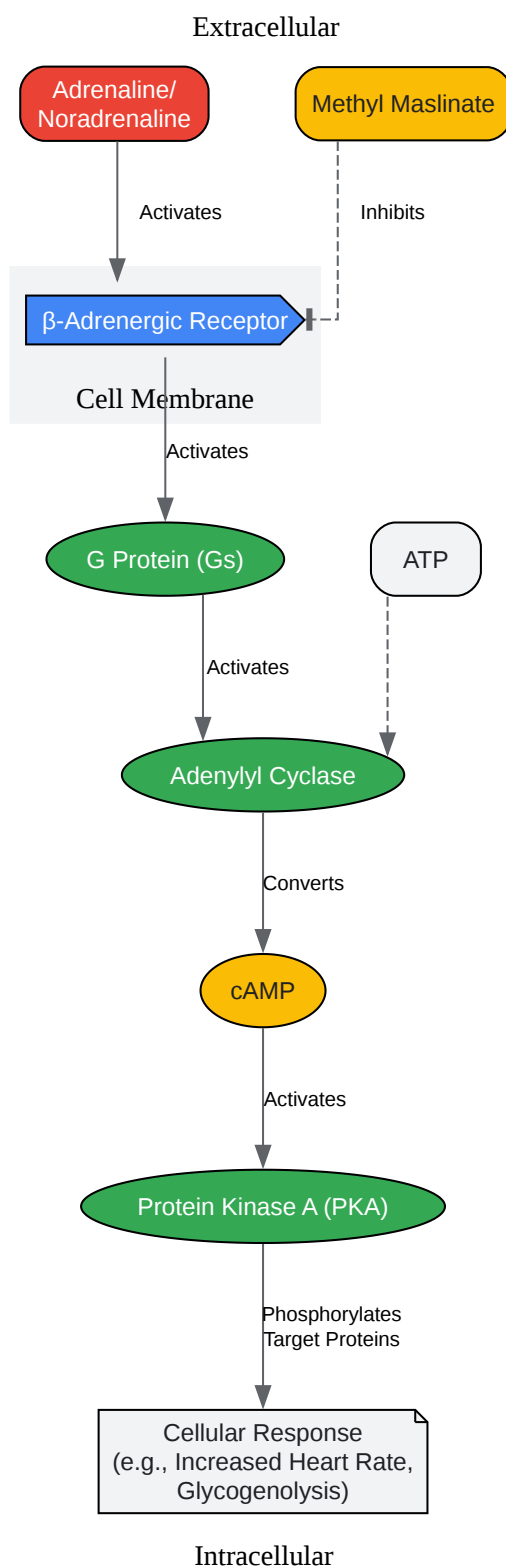 Extracellular
Adrenaline/
Noradrenaline
Methyl Maslinate
Activates
Inhibits
β-Adrenergic Receptor
Cell Membrane
Activates
G Protein (Gs)
ATP
Activates
Adenylyl Cyclase
Converts
cAMP
Activates
Protein Kinase A (PKA)
Phosphorylates
Target Proteins
Cellular Response
(e.g., Increased Heart Rate,
Glycogenolysis)
Intracellular